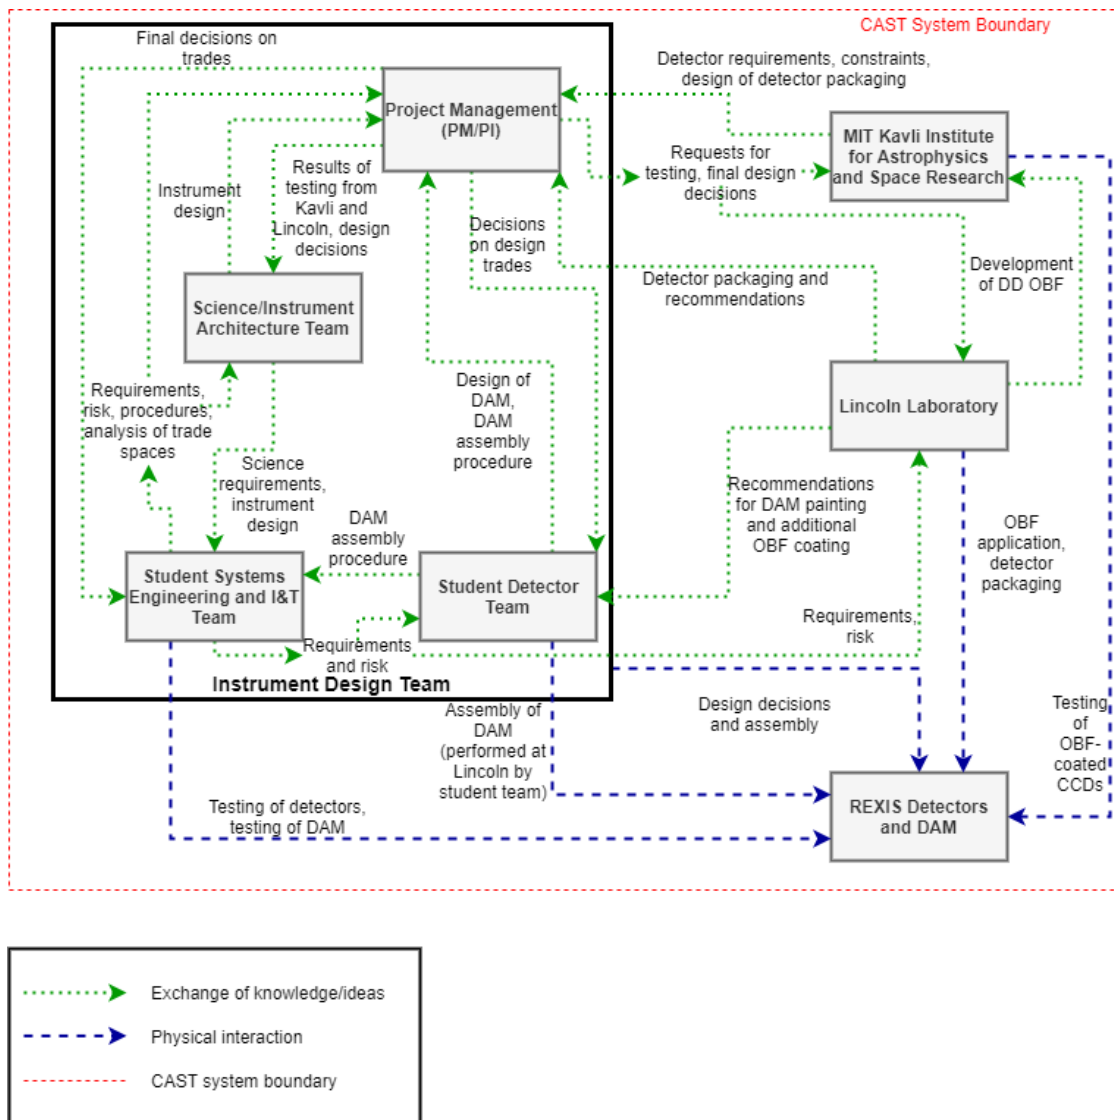 CAST System Boundary
Final decisions on
trades
Project Management
(PM/PI)
Detector requirements, constraints,
design of detector packaging
MIT Kavli Institute
for Astrophysics
and Space Research
Requests for
testing, final design
decisions
Results of
testing from
Kavli and
Lincoln, design
decisions
Instrument
design
Decisions
on design
trades
Detector packaging and
recommendations
Development
of DD OBF
Science/Instrument
Architecture Team
Requirements,
risk, procedures,
analysis of trade
spaces
Design of
DAM,
DAM
assembly
procedure
Lincoln Laboratory
Science
requirements,
instrument
design
DAM
assembly
procedure
Recommendations
for DAM painting
and additional
OBF coating
OBF
application,
detector
packaging
Student Systems
Engineering and I&T
Team
Student Detector
Team
Requirements
and risk
Requirements,
risk
Instrument Design Team
Assembly of
DAM
(performed at
Lincoln by
student team)
Design decisions
and assembly
Testing
of
OBF-
coated
CCDs
Testing of detectors,
testing of DAM
REXIS Detectors
and DAM
Exchange of knowledge/ideas
Physical interaction
CAST system boundary